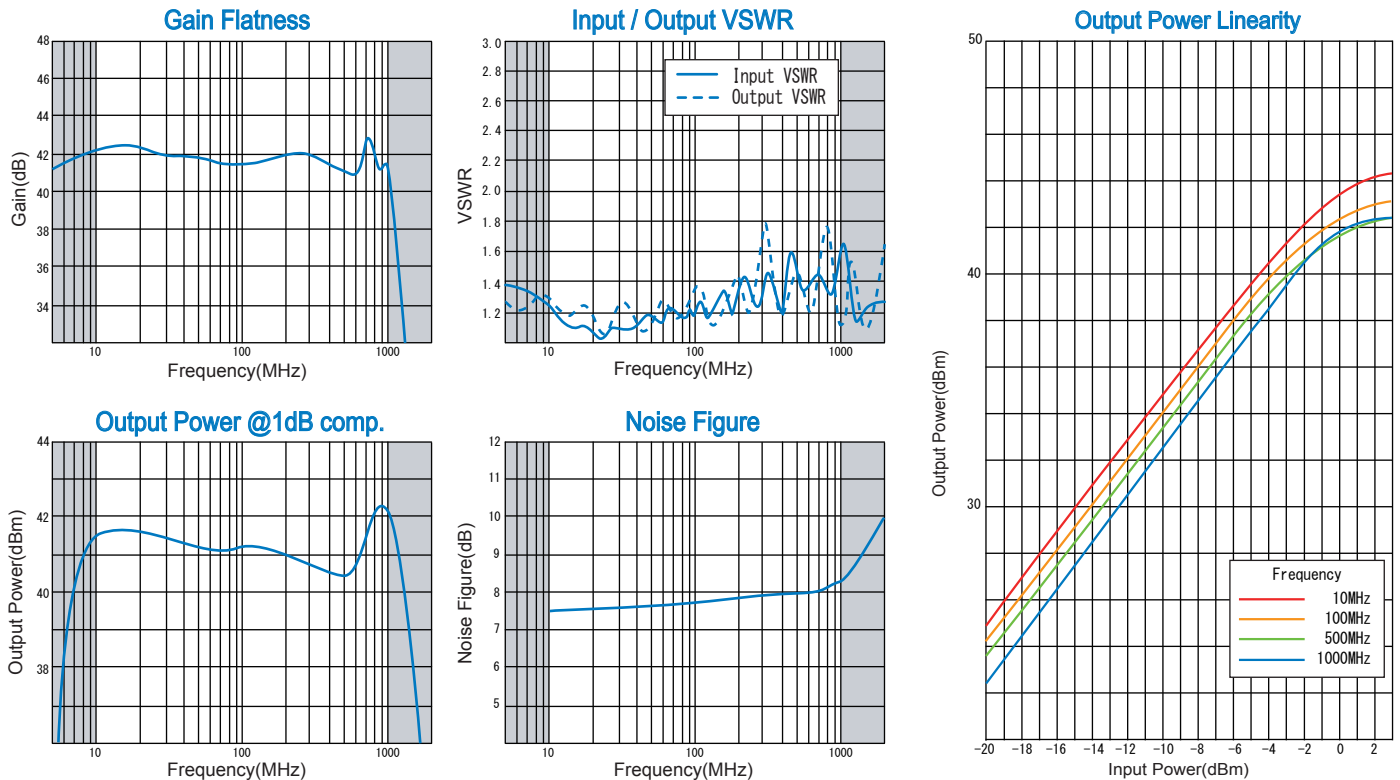 Gain Flatness
48
46
44
42
40
38
36
34
Gain(dB)
10
100
1000
Frequency(MHz)
Input / Output VSWR
3.0
2.8
2.6
2.4
2.2
2.0
1.8
1.6
1.4
1.2
VSWR
Input VSWR
Output VSWR
10
100
1000
Frequency(MHz)
Output Power @1dB comp.
44
42
40
38
Output Power(dBm)
10
100
1000
Frequency(MHz)
Noise Figure
12
11
10
9
8
7
6
5
Noise Figure(dB)
10
100
1000
Frequency(MHz)
Output Power Linearity
50
40
30
Output Power(dBm)
Frequency
10MHz
100MHz
500MHz
1000MHz
-20 -18 -16 -14 -12 -10 -8 -6 -4 -2 0 2
Input Power(dBm)